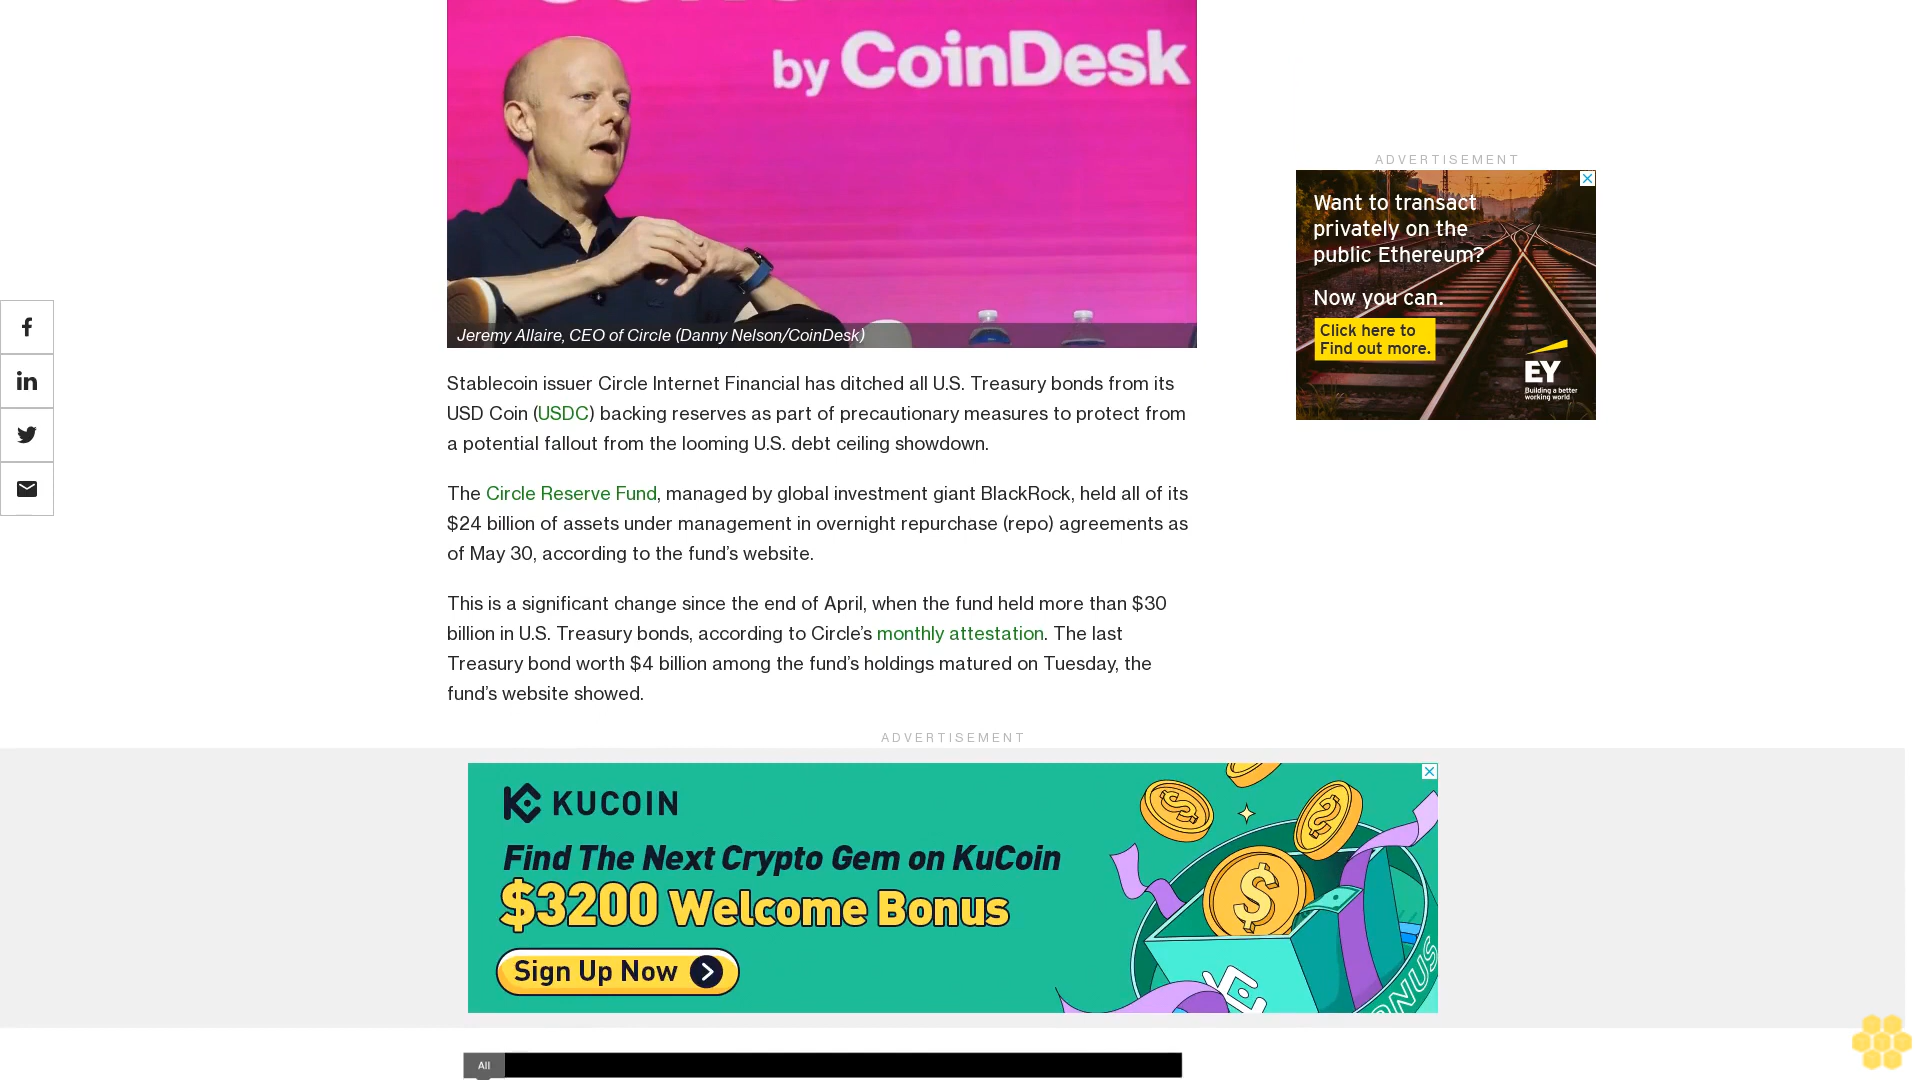 by CoinDesk
Jeremy Allaire, CEO of Circle (Danny Nelson/CoinDesk)
ADVERTISEMENT
Want to transact
privately on the
public Ethereum?
Now you can.
Click here to
Find out more.
EY
Building a better
working world
Stablecoin issuer Circle Internet Financial has ditched all U.S. Treasury bonds from its
USD Coin (USDC) backing reserves as part of precautionary measures to protect from
a potential fallout from the looming U.S. debt ceiling showdown.
The Circle Reserve Fund, managed by global investment giant BlackRock, held all of its
$24 billion of assets under management in overnight repurchase (repo) agreements as
of May 30, according to the fund’s website.
This is a significant change since the end of April, when the fund held more than $30
billion in U.S. Treasury bonds, according to Circle’s monthly attestation. The last
Treasury bond worth $4 billion among the fund’s holdings matured on Tuesday, the
fund’s website showed.
ADVERTISEMENT
KUCOIN
Find The Next Crypto Gem on KuCoin
$3200 Welcome Bonus
Sign Up Now
BONUS
All